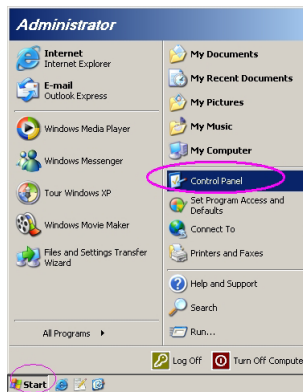 Administrator
Internet
Internet Explorer
E-mail
Outlook Express
Windows Media Player
Windows Messenger
Tour Windows XP
Windows Movie Maker
Files and Settings Transfer
Wizard
All Programs
My Documents
My Recent Documents
My Pictures
My Music
My Computer
Control Panel
Set Program Access and
Defaults
Connect To
Printers and Faxes
Help and Support
Search
Run...
Log Off
Turn Off Compute
Start